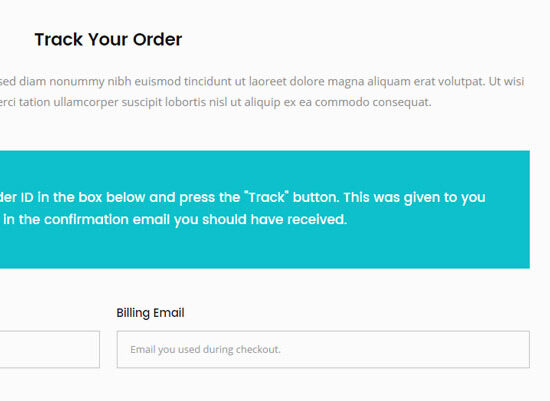 Track Your Order
sed diam nonummy nibh euismod tincidunt ut laoreet dolore magna aliquam erat volutpat. Ut wisi
tation ullamcorper suscipit lobortis nisl ut aliquip ex ea commodo consequat.
ID in the box below and press the "Track" button. This was given to you
in the confirmation email you should have received.
Billing Email
Email you used during checkout.